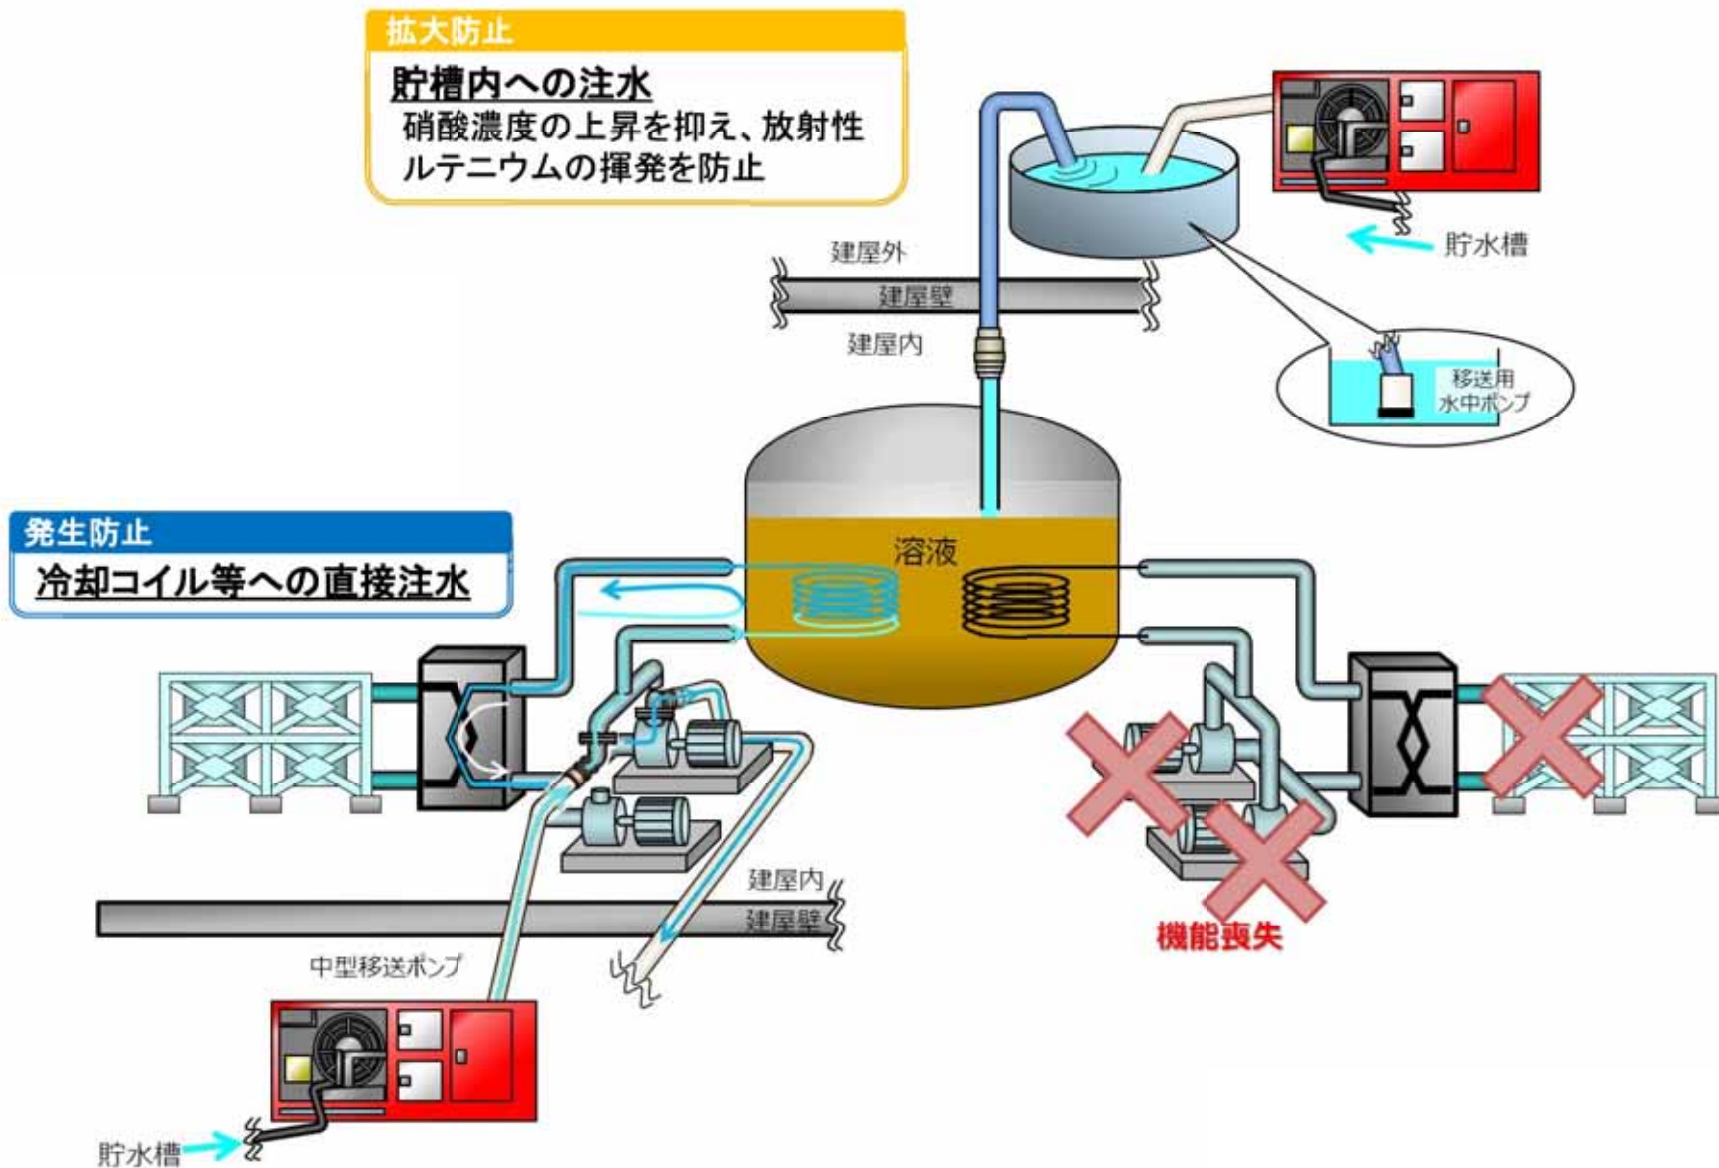 拡大防止
貯槽内への注水
硝酸濃度の上昇を抑え、放射性
ルテニウムの揮発を防止
貯水槽
建屋外
建屋壁
建屋内
移送用
水中ポンプ
発生防止
冷却コイル等への直接注水
溶液
建屋内
建屋壁
機能喪失
中型移送ポンプ
貯水槽